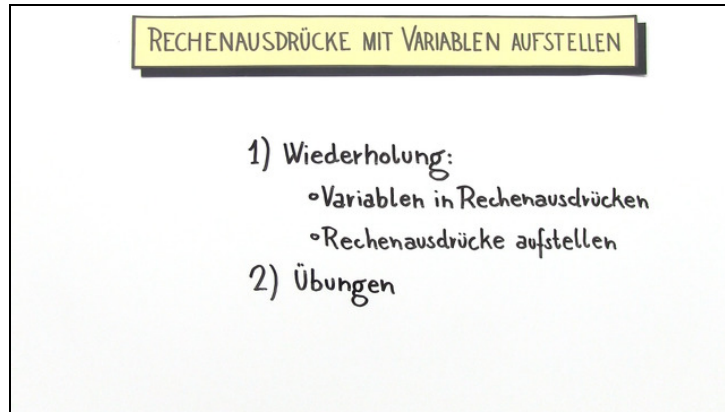 RECHENAUSDRÜCKE MIT VARIABLEN AUFSTELLEN
1) Wiederholung:
•Variablen in Rechenausdrücken
•Rechenausdrücke aufstellen
2) Übungen